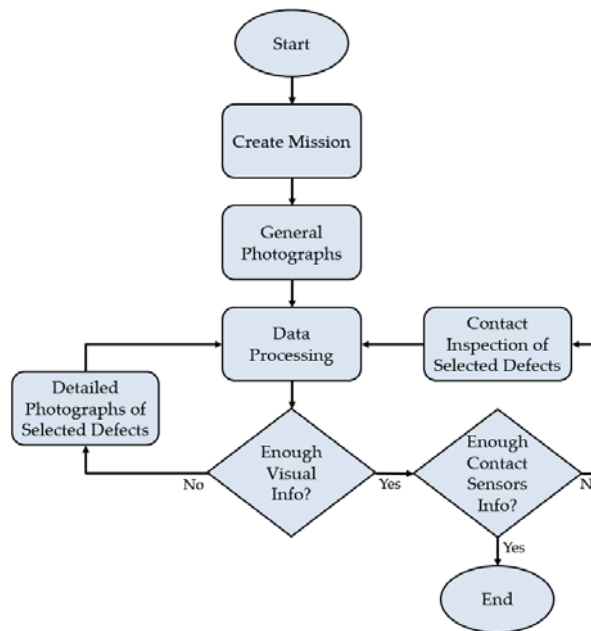 Start
Create Mission
General
Photographs
Data
Processing
Contact
Inspection of
Selected Defects
Detailed
Photographs of
Selected Defects
Enough
Visual
Info?
Enough
Contact
Sensors
Info?
No
Yes
N
Yes
End